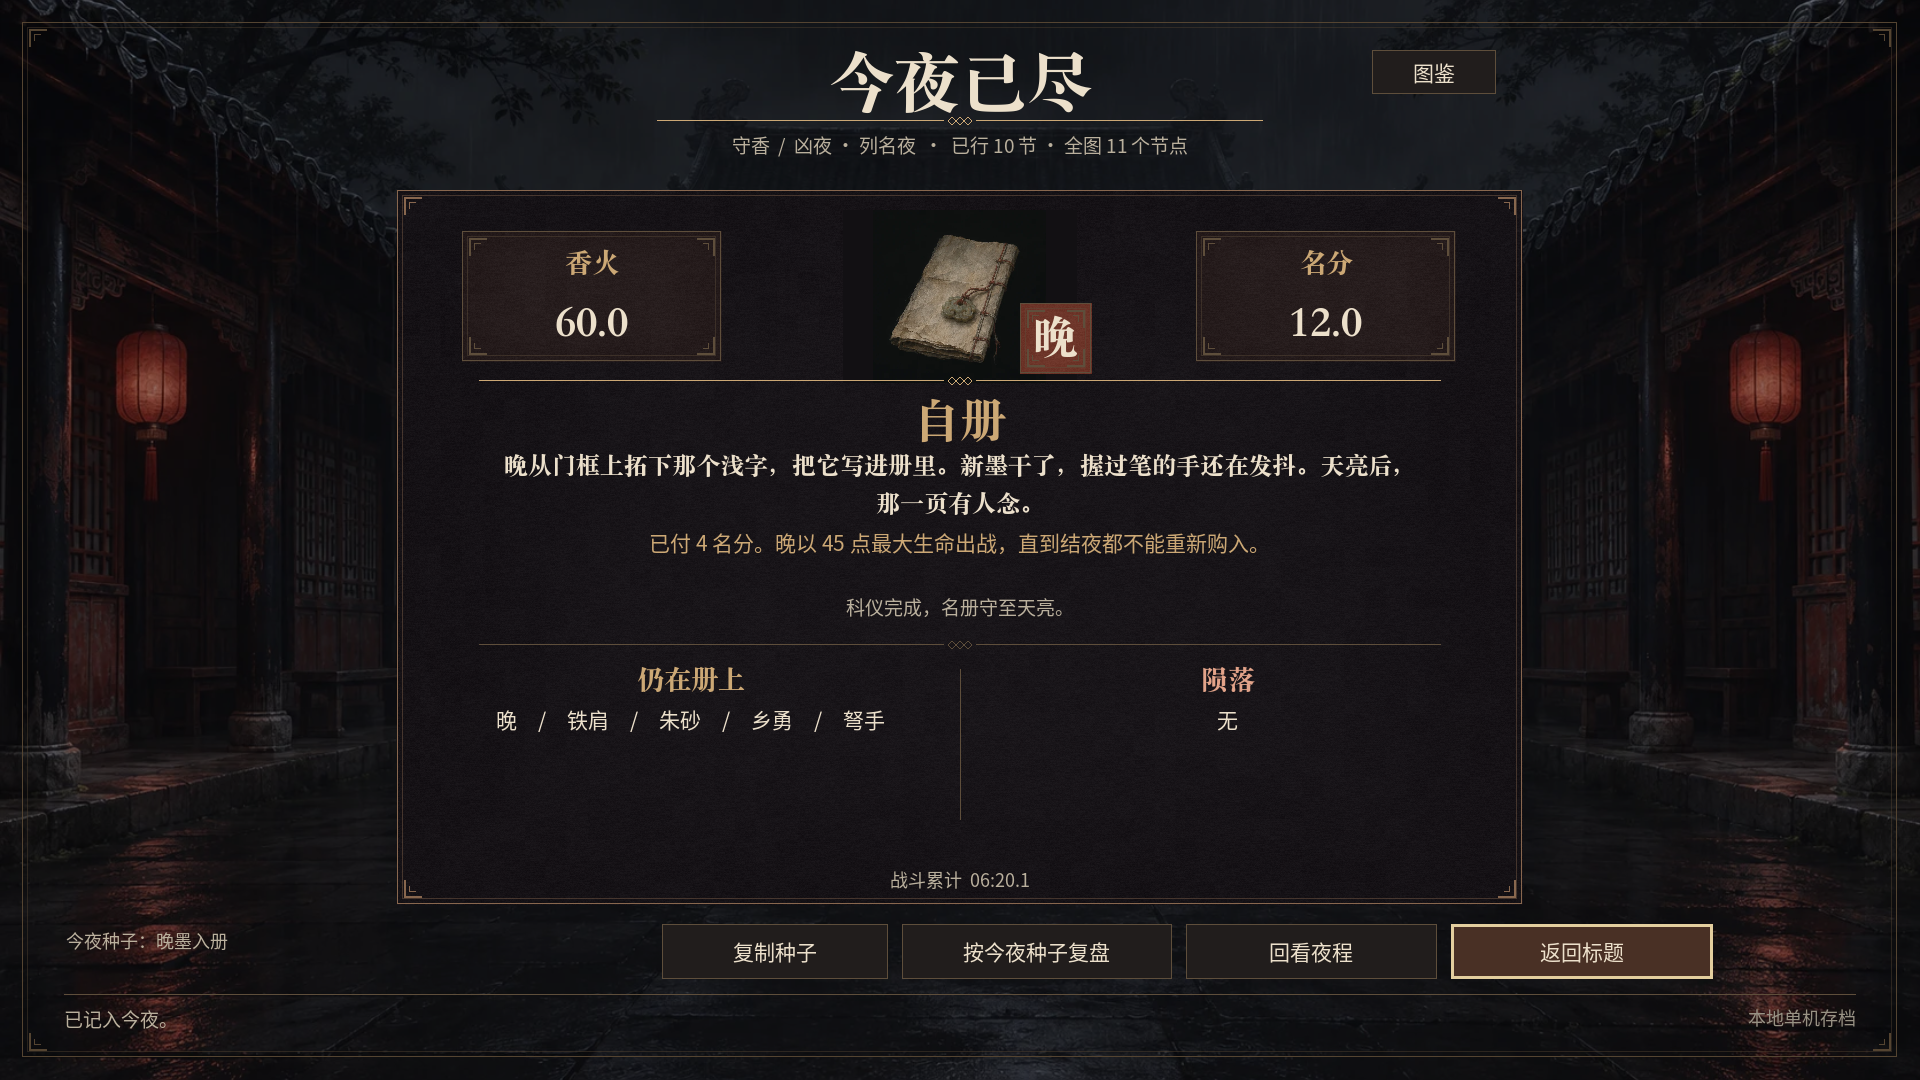 今夜已尽
图鉴
守香 / 凶夜 · 列名夜 · 已行 10 节 · 全图 11 个节点
香火
60.0
晚
名分
12.0
自册
晚从门框上拓下那个浅字，把它写进册里。新墨干了，握过笔的手还在发抖。天亮后，
那一页有人念。
已付 4 名分。晚以 45 点最大生命出战，直到结夜都不能重新购入。
科仪完成，名册守至天亮。
仍在册上
晚 / 铁肩 / 朱砂 / 乡勇 / 弩手
陨落
无
战斗累计 06:20.1
今夜种子：晚墨入册
复制种子
按今夜种子复盘
回看夜程
返回标题
已记入今夜。
本地单机存档